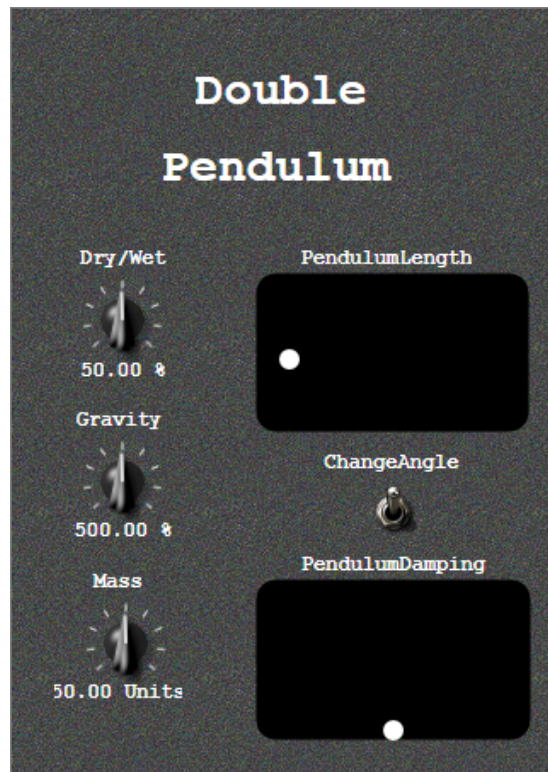 Double
Pendulum
Dry/Wet
50.00 %
Gravity
500.00 %
Mass
50.00 Units
PendulumLength
ChangeAngle
PendulumDamping